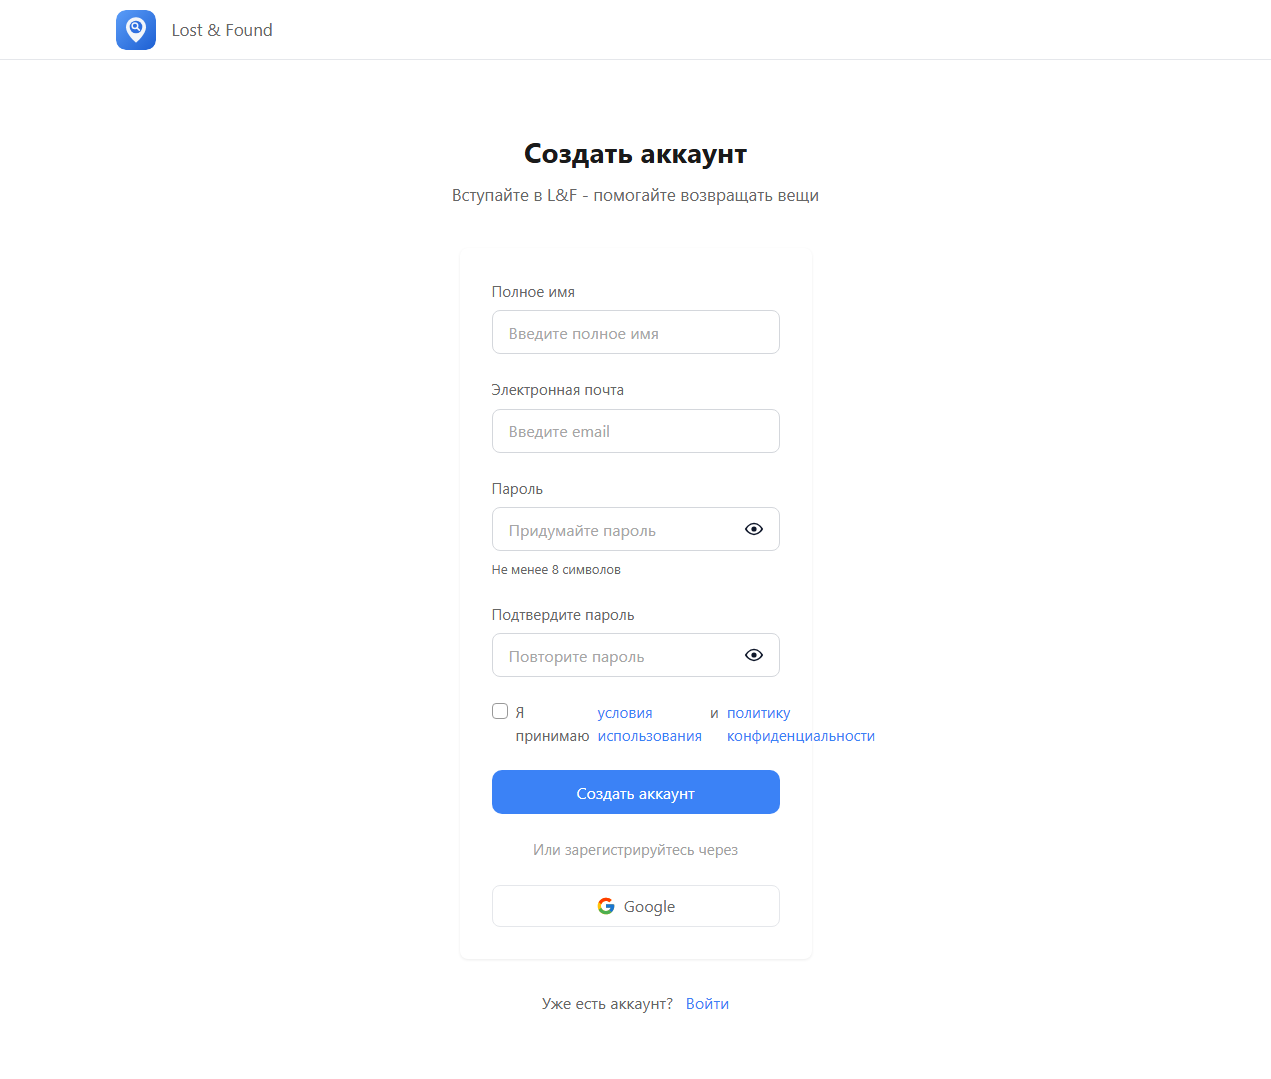 Lost & Found
Создать аккаунт
Вступайте в L&F - помогайте возвращать вещи
Полное имя
Введите полное имя
Электронная почта
Введите email
Пароль
Придумайте пароль
Не менее 8 символов
Подтвердите пароль
Повторите пароль
Я принимаю условия использования и политику конфиденциальности
Создать аккаунт
Или зарегистрируйтесь через
Google
Уже есть аккаунт? Войти